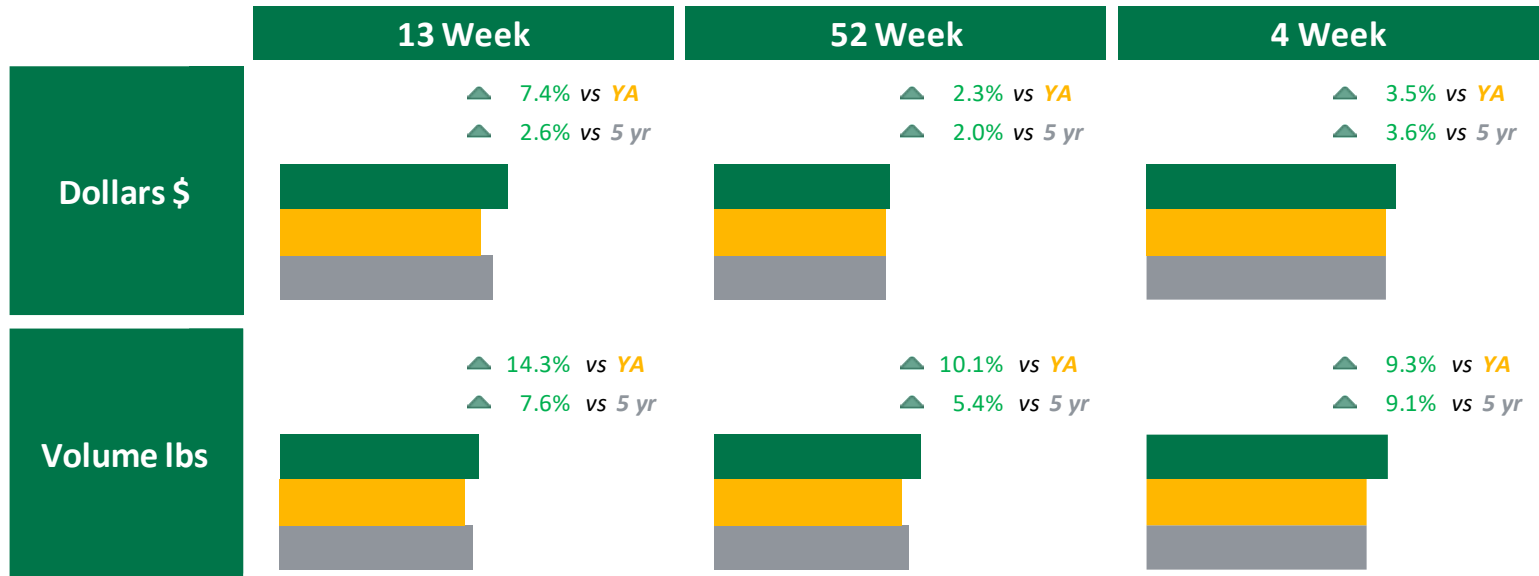 13 Week 52 Week 4 Week
Dollars $
7.4% vs YA
2.6% vs 5 yr
2.3% vs YA
2.0% vs 5 yr
3.5% vs YA
3.6% vs 5 yr
Volume lbs
14.3% vs YA
7.6% vs 5 yr
10.1% vs YA
5.4% vs 5 yr
9.3% vs YA
9.1% vs 5 yr